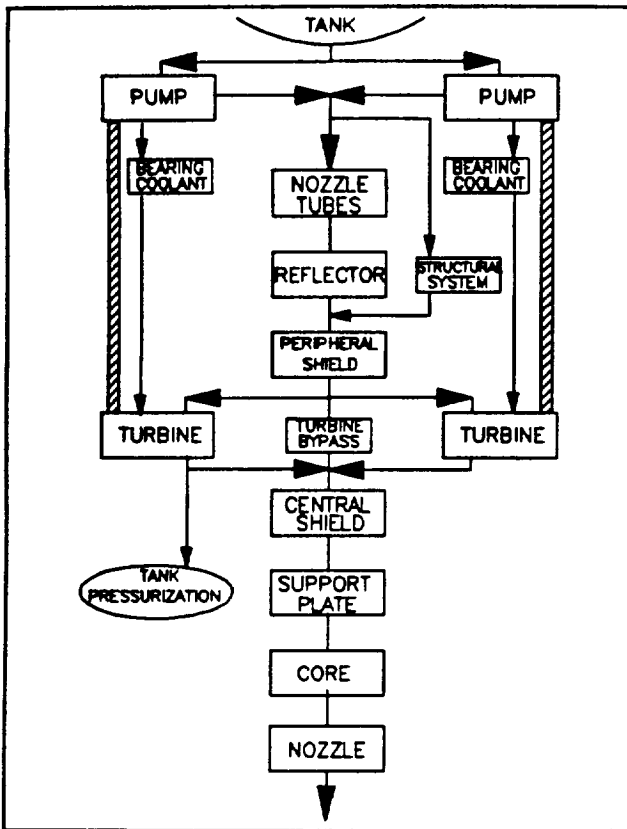 TANK
PUMP
PUMP
BEARING
COOLANT
BEARING
COOLANT
NOZZLE
TUBES
REFLECTOR
STRUCTURAL
SYSTEM
PERIPHERAL
SHIELD
TURBINE
TURBINE
BYPASS
TURBINE
CENTRAL
SHIELD
TANK
PRESSURIZATION
SUPPORT
PLATE
CORE
NOZZLE